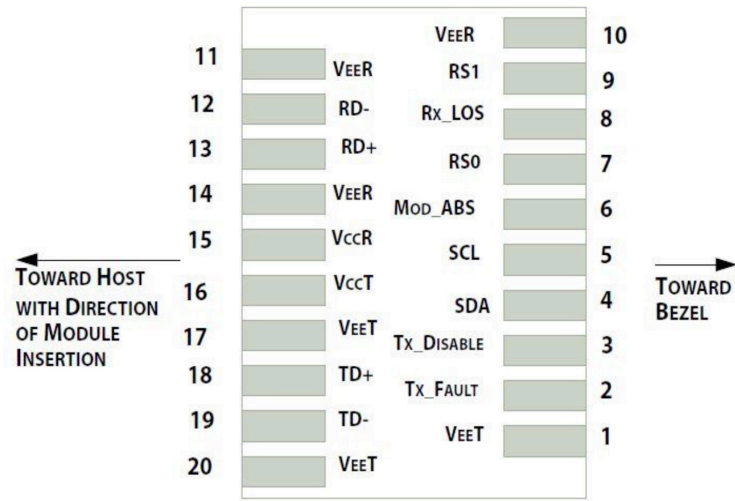 10 VEER
11 VEER
9 RS1
12 RD-
8 RX_LOS
13 RD+
7 RS0
14 VEER
6 MOD_ABS
15 VCCR
5 SCL
16 VCCT
4 SDA
17 VEET
3 TX_DISABLE
18 TD+
2 TX_FAULT
19 TD-
1 VEET
20 VEET
TOWARD HOST
WITH DIRECTION
OF MODULE
INSERTION
TOWARD
BEZEL